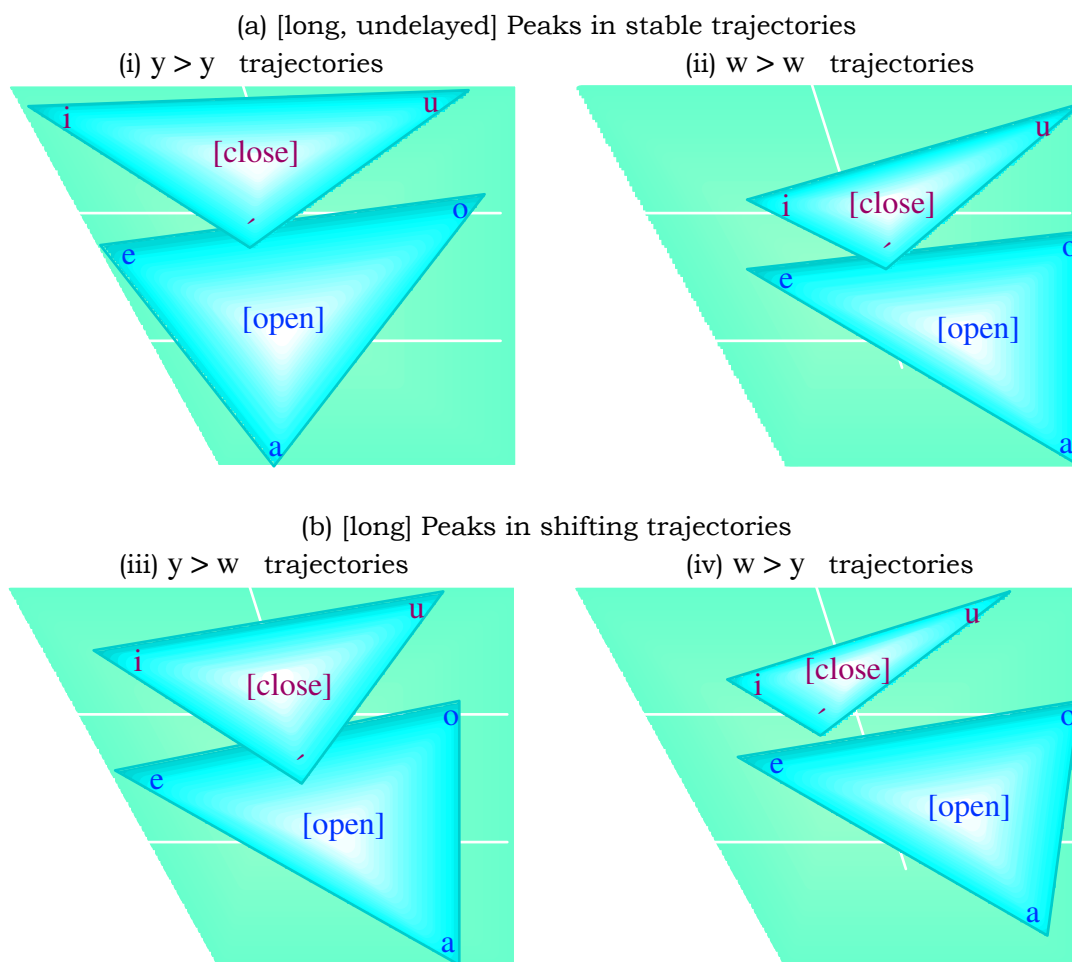 (a) [long, undelayed] Peaks in stable trajectories
(i) y > y trajectories
(ii) w > w trajectories
i
u
[close]
ˊ
e
o
[open]
a
i
u
[close]
ˊ
e
o
[open]
a
(b) [long] Peaks in shifting trajectories
(iii) y > w trajectories
(iv) w > y trajectories
i
u
[close]
ˊ
e
o
[open]
a
i
u
[close]
ˊ
e
o
[open]
a